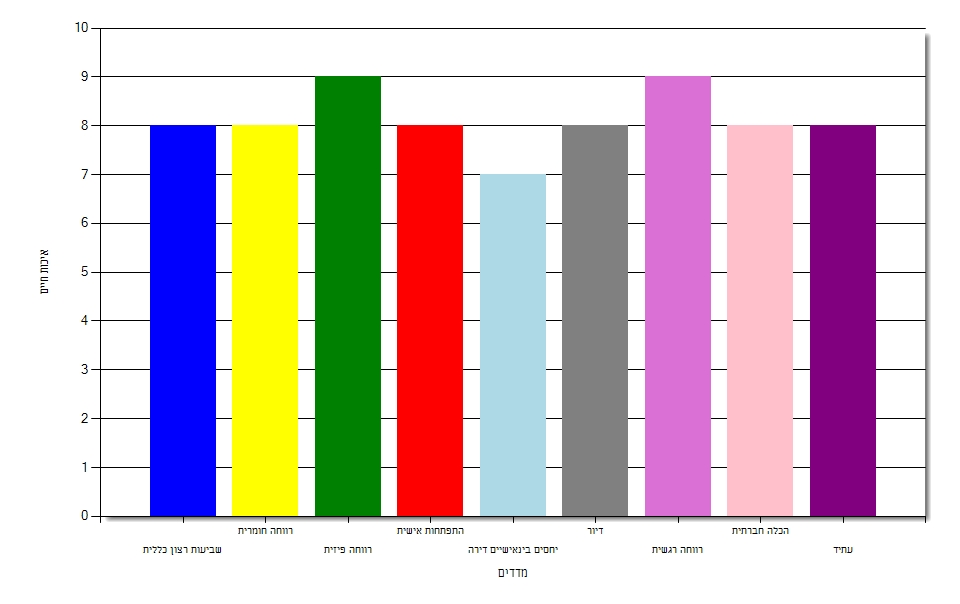 10
9
8
7
6
5
4
3
2
1
0
איכות חיים
רווחה חומרית
התפתחות אישית
דיור
הכלה חברתית
שביעות רצון כללית
רווחה פיזית
יחסים בינאישיים דירה
רווחה רגשית
עתיד
מדדים